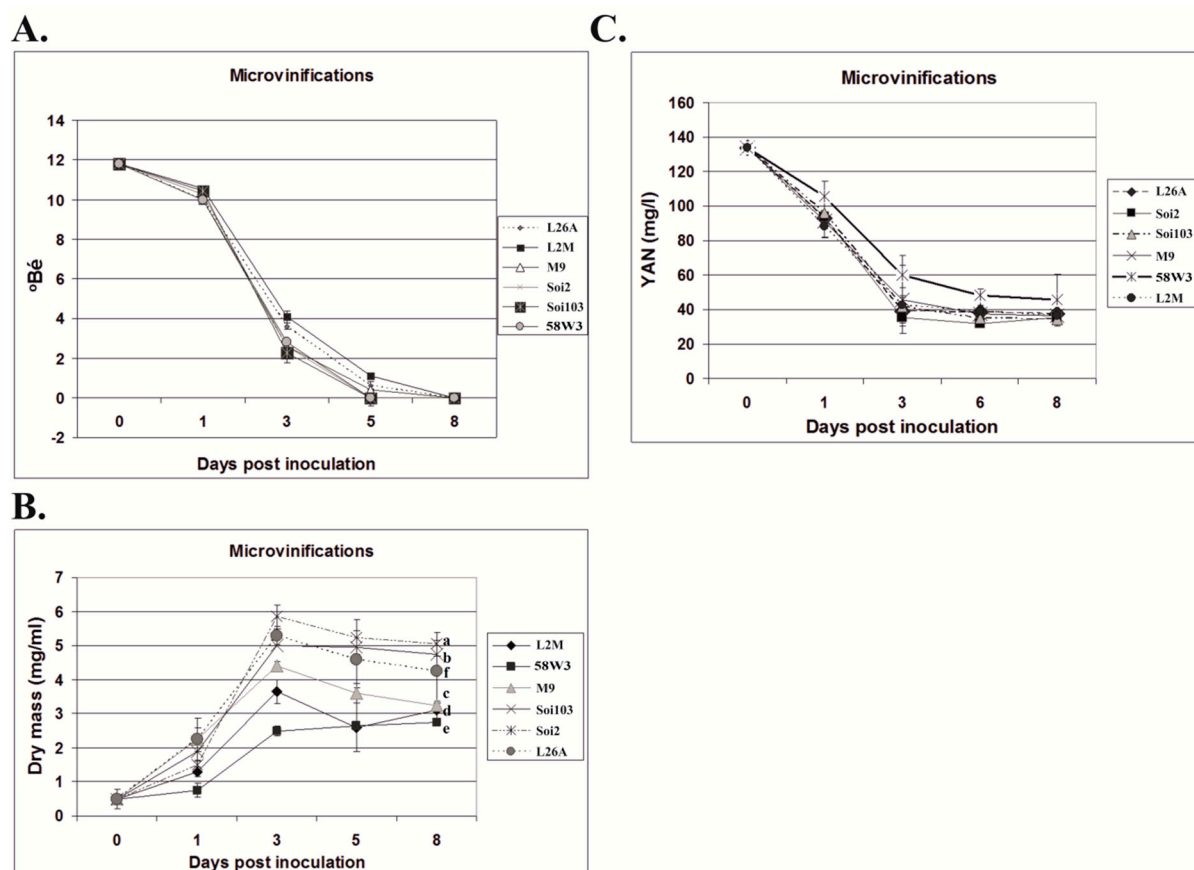 A.
Microvinifications
14
12
10
8
6
4
2
0
-2
ºBé
0 1 3 5 8
Days post inoculation
L26A
L2M
M9
Soi2
Soi103
58W3
B.
Microvinifications
7
6
5
4
3
2
1
0
Dry mass (mg/ml)
a
b
f
c
d
e
0 1 3 5 8
Days post inoculation
L2M
58W3
M9
Soi103
Soi2
L26A
C.
Microvinifications
160
140
120
100
80
60
40
20
0
YAN (mg/l)
0 1 3 6 8
Days post inoculation
L26A
Soi2
Soi103
M9
58W3
L2M